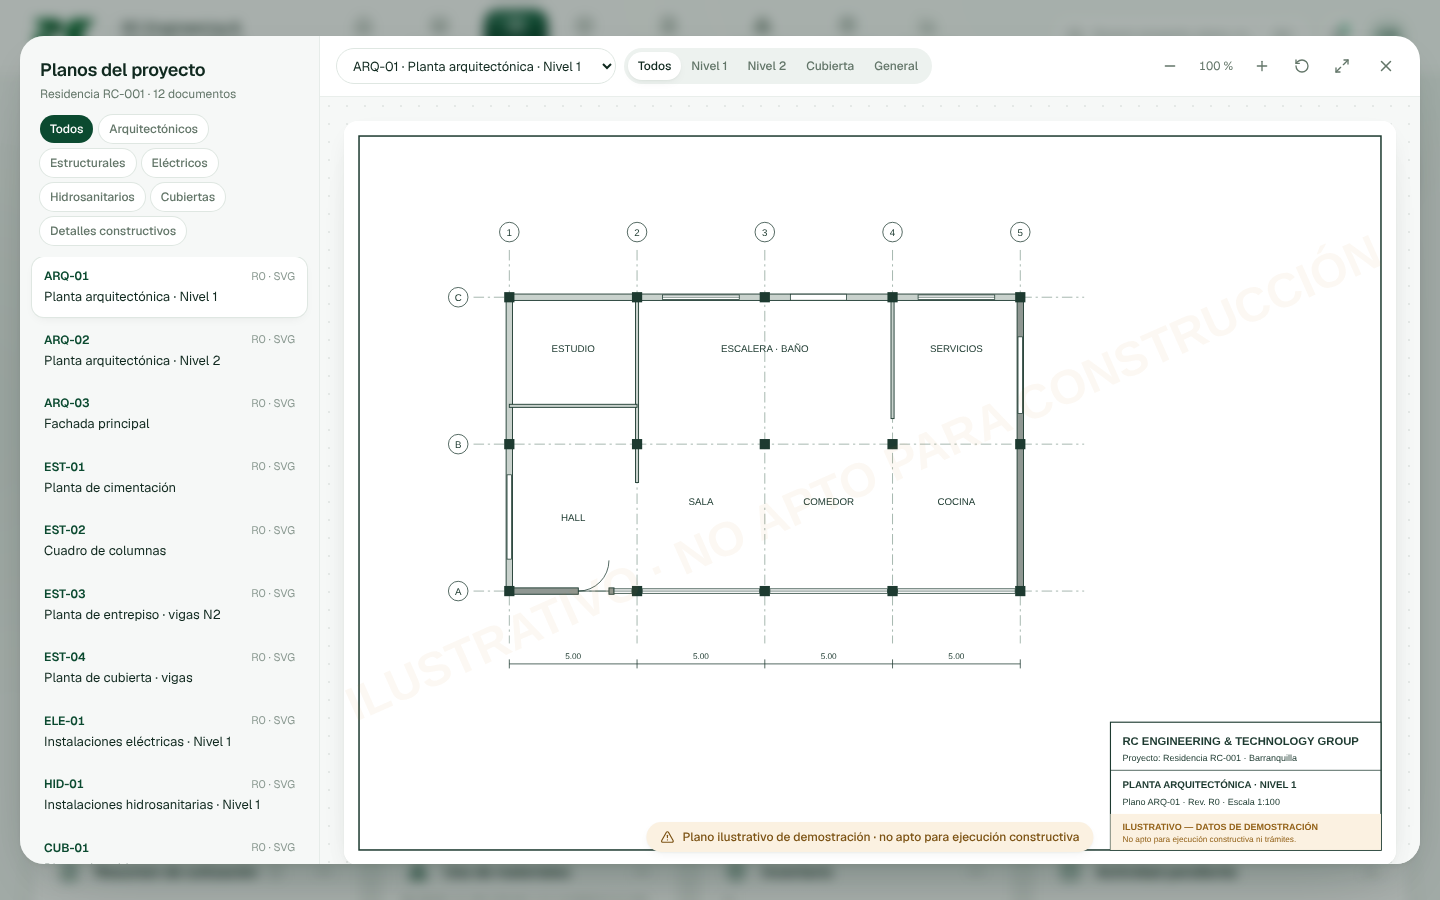 Planos del proyecto
Residencia RC-001 · 12 documentos
Todos
Arquitectónicos
Estructurales
Eléctricos
Hidrosanitarios
Cubiertas
Detalles constructivos
ARQ-01
R0 · SVG
Planta arquitectónica · Nivel 1
ARQ-02
R0 · SVG
Planta arquitectónica · Nivel 2
ARQ-03
R0 · SVG
Fachada principal
EST-01
R0 · SVG
Planta de cimentación
EST-02
R0 · SVG
Cuadro de columnas
EST-03
R0 · SVG
Planta de entrepiso · vigas N2
EST-04
R0 · SVG
Planta de cubierta · vigas
ELE-01
R0 · SVG
Instalaciones eléctricas · Nivel 1
HID-01
R0 · SVG
Instalaciones hidrosanitarias · Nivel 1
CUB-01
R0 · SVG
ARQ-01 · Planta arquitectónica · Nivel 1
Todos
Nivel 1
Nivel 2
Cubierta
General
100 %
1
2
3
4
5
C
ESTUDIO
ESCALERA · BAÑO
SERVICIOS
B
HALL
SALA
COMEDOR
COCINA
A
5.00
5.00
5.00
5.00
ILUSTRATIVO · NO APTO PARA CONSTRUCCIÓN
RC ENGINEERING & TECHNOLOGY GROUP
Proyecto: Residencia RC-001 · Barranquilla
PLANTA ARQUITECTÓNICA · NIVEL 1
Plano ARQ-01 · Rev. R0 · Escala 1:100
ILUSTRATIVO — DATOS DE DEMOSTRACIÓN
No apto para ejecución constructiva ni trámites.
Plano ilustrativo de demostración · no apto para ejecución constructiva